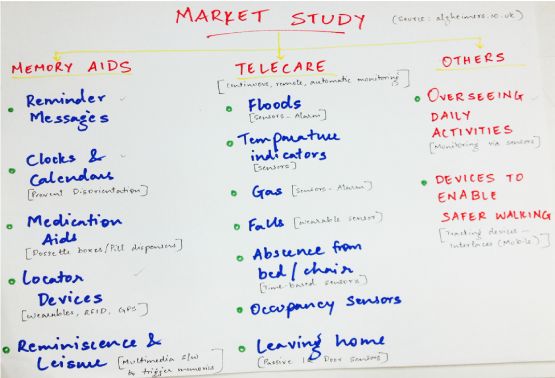 MARKET STUDY
(Source: alzheimers.co.uk)
MEMORY AIDS
Reminder
Messages
Clocks &
Calendars
[Prevent Disorientation]
Medication
Aids
[Dossette boxes/Pill dispensers]
Locator
Devices
[Wearables, RFID, GPS]
Reminiscence &
Leisure [Multimedia s/w
to trigger memories
TELECARE
[continuous, remote, automatic monitoring]
Floods
[Sensors - Alarm]
Temperature
indicators
[sensors]
Gas [sensors - Alarm]
Falls [wearable sensor]
Abscence from
bed/chair
[Time-based sensors]
Occupancy sensors
Leaving home
[Passive IR Door sensors]
OTHERS
OVERSEEING
DAILY
ACTIVITIES
[Monitoring via sensors]
DEVICES TO
ENABLE
SAFER WALKING
[Tracking devices -
Interfaces (Mobile)]